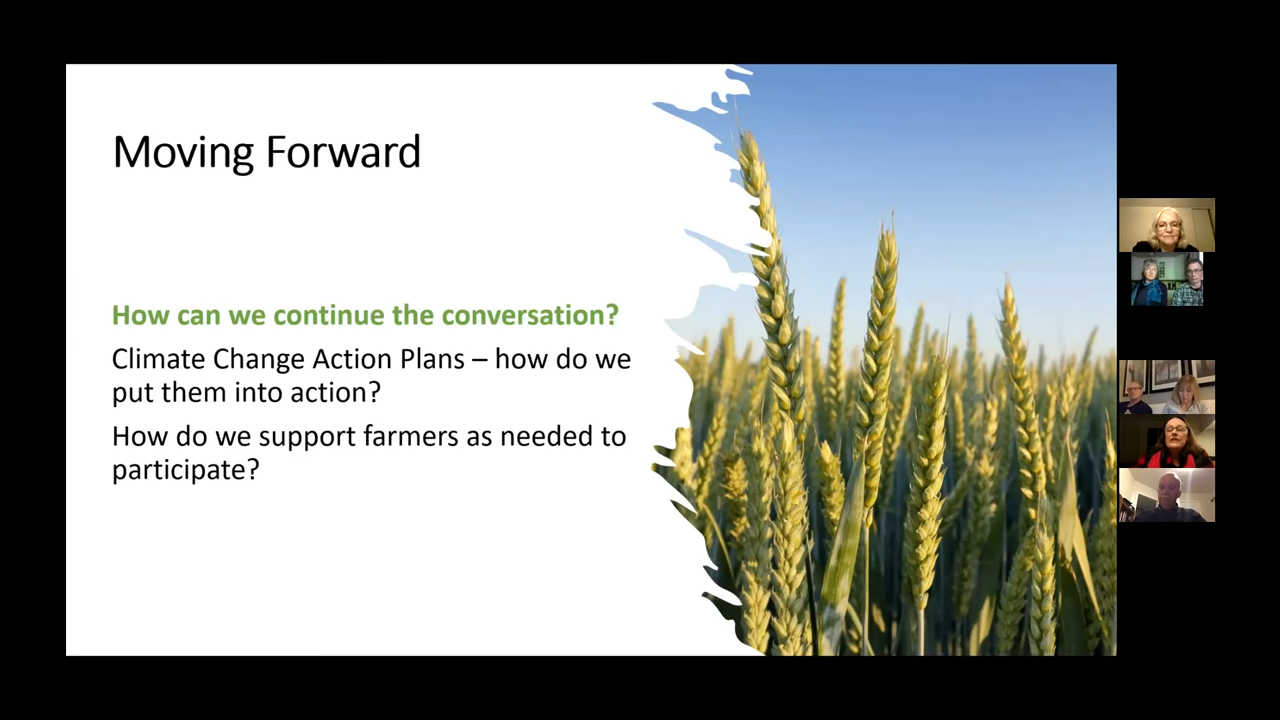 Moving Forward
How can we continue the conversation?
Climate Change Action Plans – how do we
put them into action?
How do we support farmers as needed to
participate?